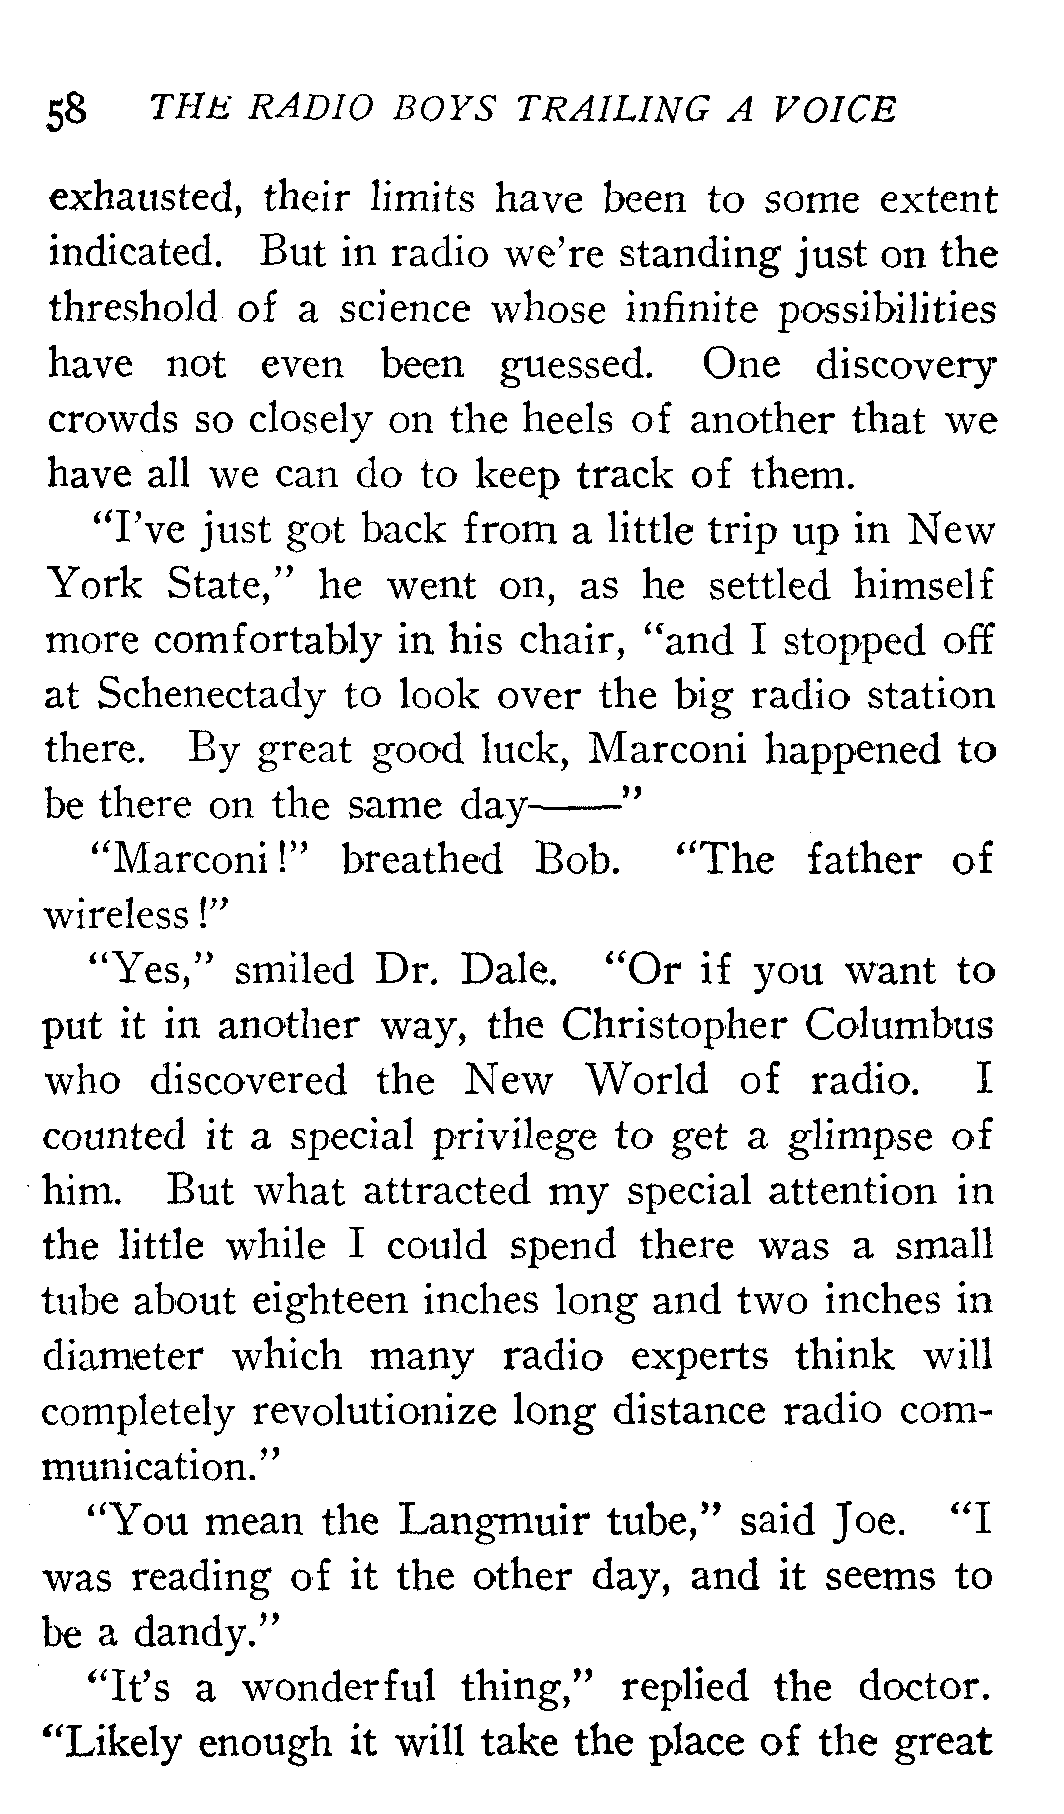 58 THE RADIO BOYS TRAILING A VOICE
exhausted, their limits have been to some extent
indicated. But in radio we're standing just on the
threshold of a science whose infinite possibilities
have not even been guessed. One discovery
crowds so closely on the heels of another that we
have all we can do to keep track of them.
"I've just got back from a little trip up in New
York State," he went on, as he settled himself
more comfortably in his chair, "and I stopped off
at Schenectady to look over the big radio station
there. By great good luck, Marconi happened to
be there on the same day——"
"Marconi!" breathed Bob. "The father of
wireless!"
"Yes," smiled Dr. Dale. "Or if you want to
put it in another way, the Christopher Columbus
who discovered the New World of radio. I
counted it a special privilege to get a glimpse of
him. But what attracted my special attention in
the little while I could spend there was a small
tube about eighteen inches long and two inches in
diameter which many radio experts think will
completely revolutionize long distance radio com-
munication."
"You mean the Langmuir tube," said Joe. "I
was reading of it the other day, and it seems to
be a dandy."
"It's a wonderful thing," replied the doctor.
"Likely enough it will take the place of the great